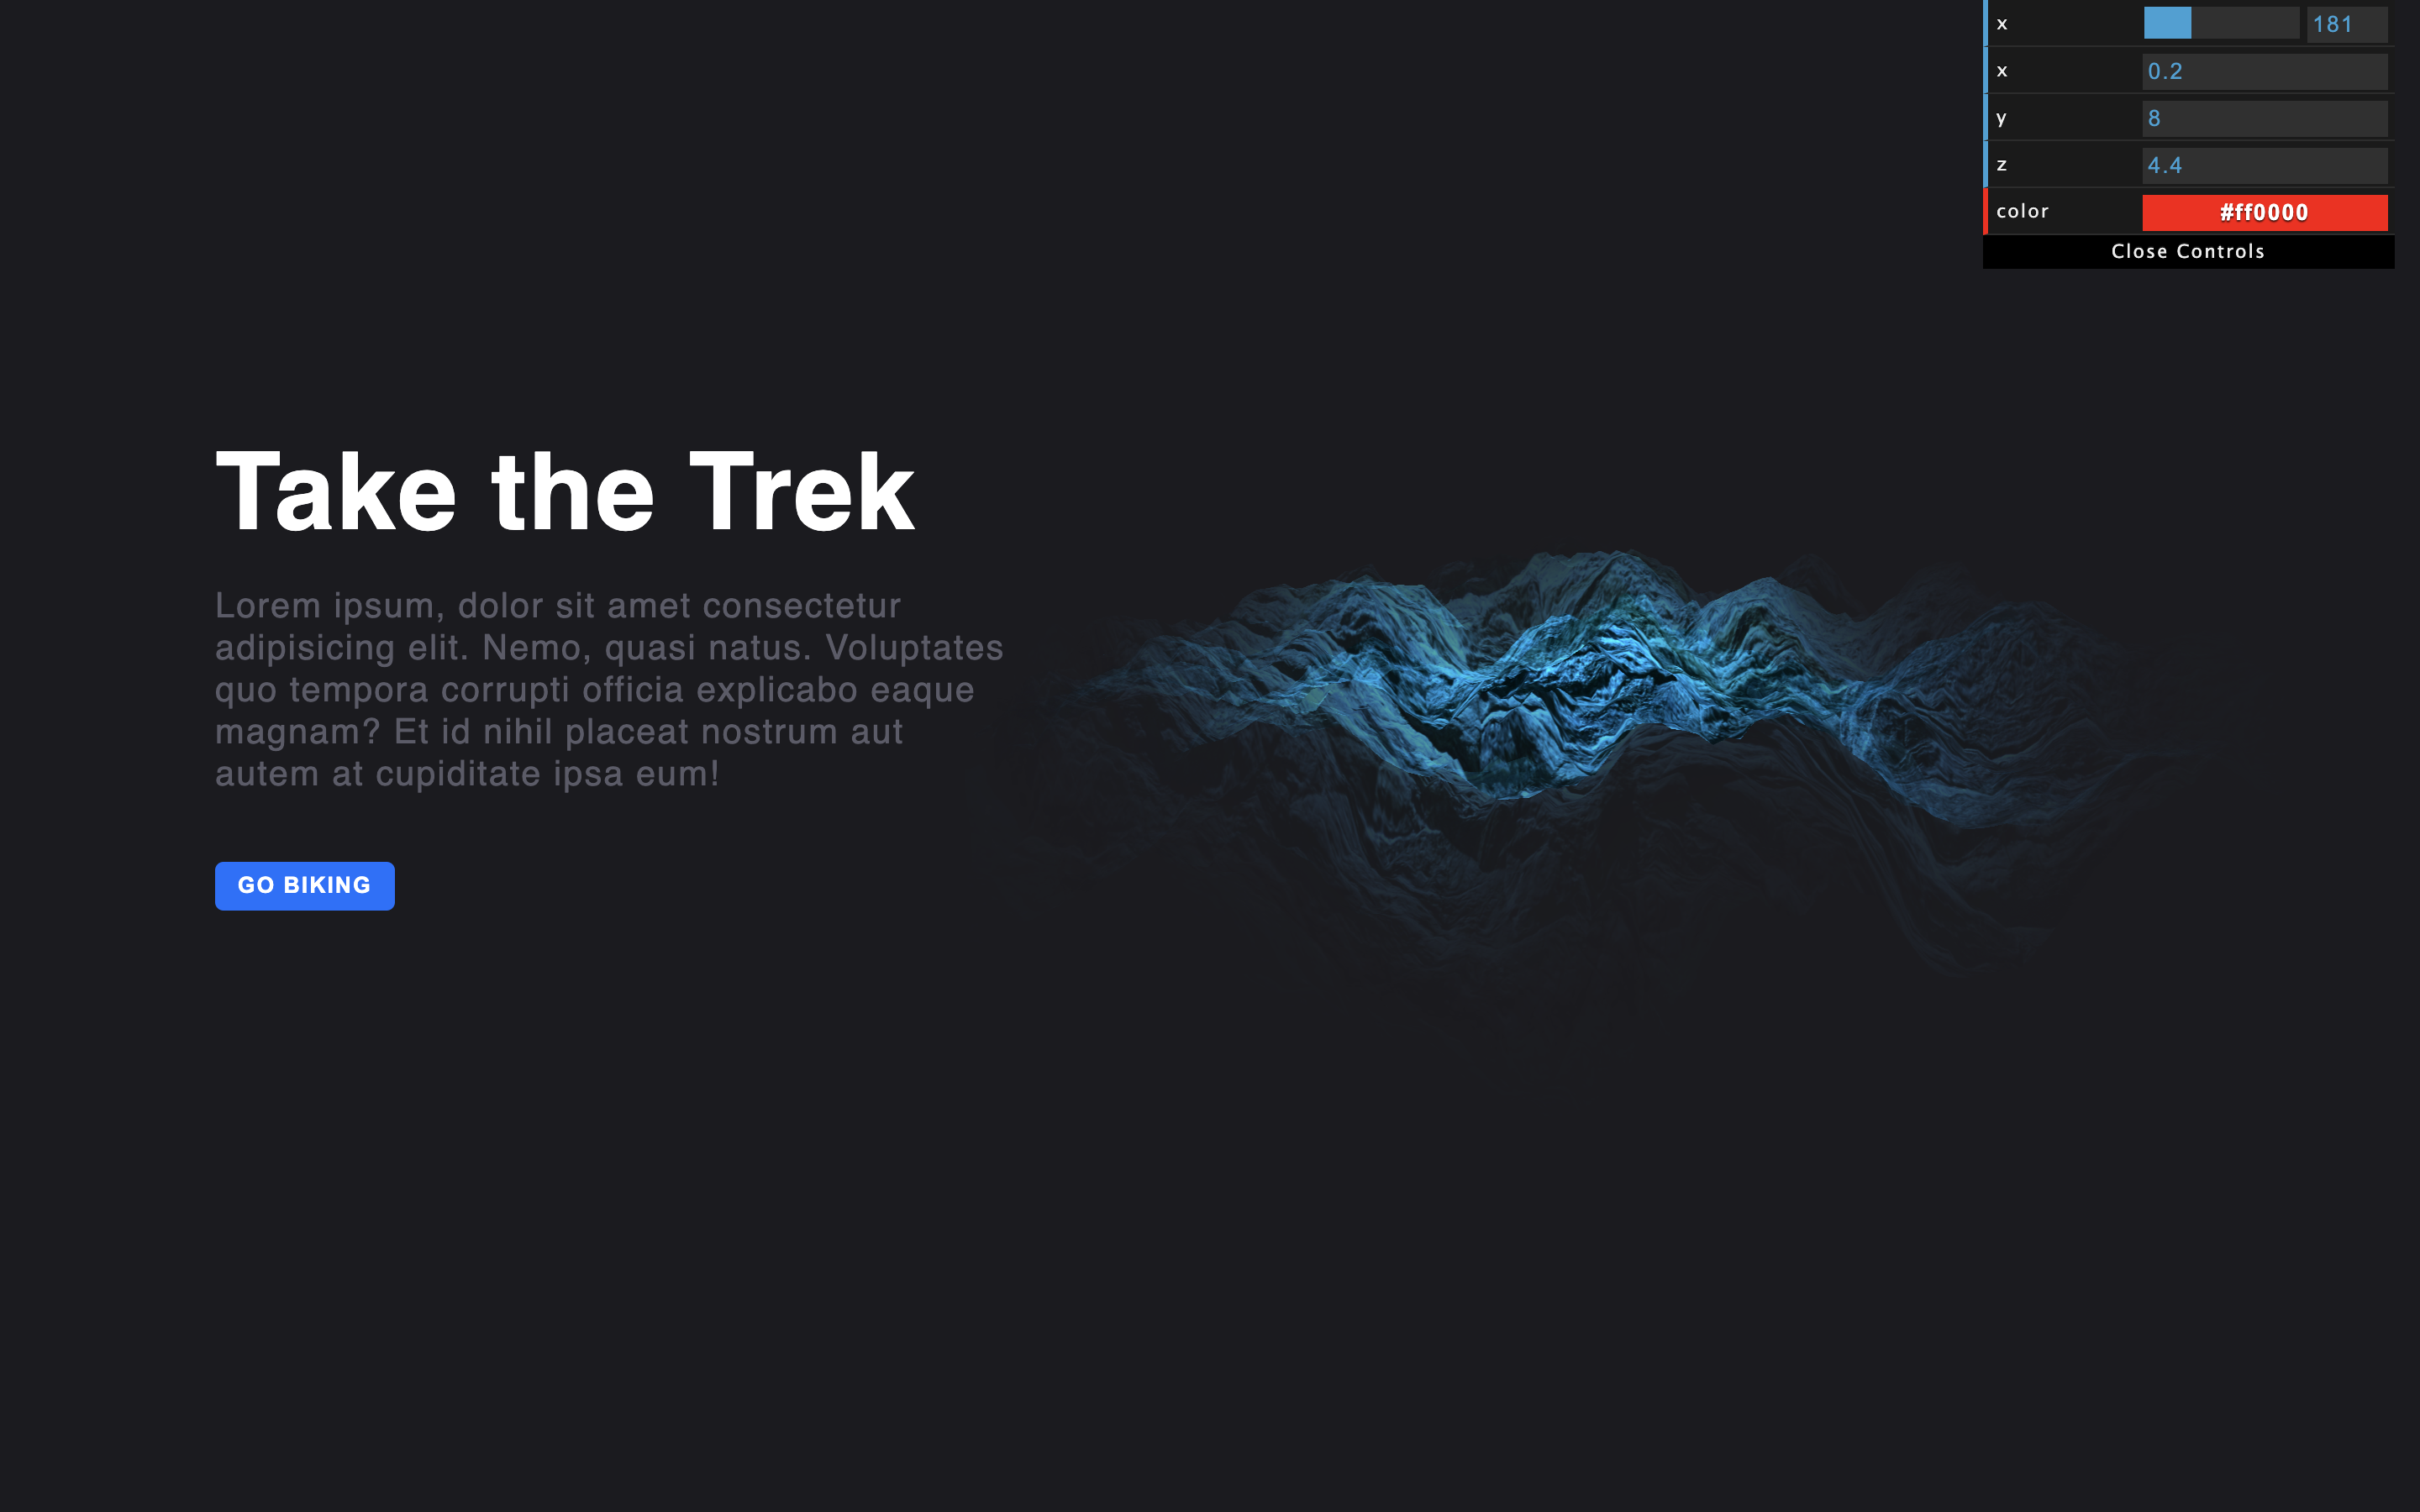 x 181
x 0.2
y 8
z 4.4
color #ff0000
Close Controls
Take the Trek
Lorem ipsum, dolor sit amet consectetur
adipisicing elit. Nemo, quasi natus. Voluptates
quo tempora corrupti officia explicabo eaque
magnam? Et id nihil placeat nostrum aut
autem at cupiditate ipsa eum!
GO BIKING